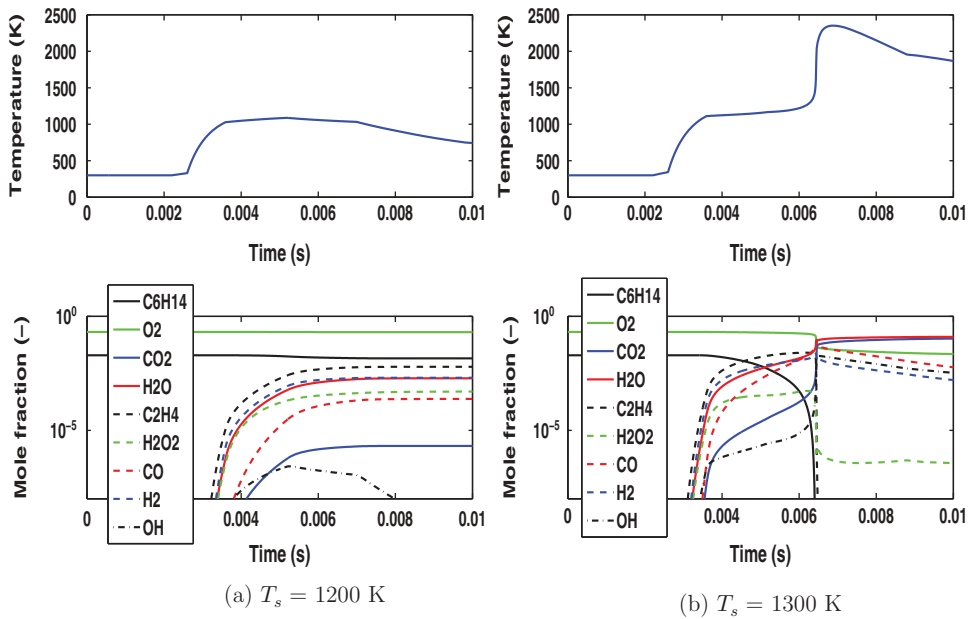 Temperature (K)
2500
2000
1500
1000
500
0
0
0.002
0.004
0.006
0.008
0.01
Time (s)
Temperature (K)
2500
2000
1500
1000
500
0
0
0.002
0.004
0.006
0.008
0.01
Time (s)
Mole fraction (–)
10^0
10^-5
C6H14
O2
CO2
H2O
C2H4
H2O2
CO
H2
OH
0
0.004
0.006
0.008
0.01
Time (s)
(a) T_s = 1200 K
Mole fraction (–)
10^0
10^-5
C6H14
O2
CO2
H2O
C2H4
H2O2
CO
H2
OH
0
0.004
0.006
0.008
0.01
Time (s)
(b) T_s = 1300 K